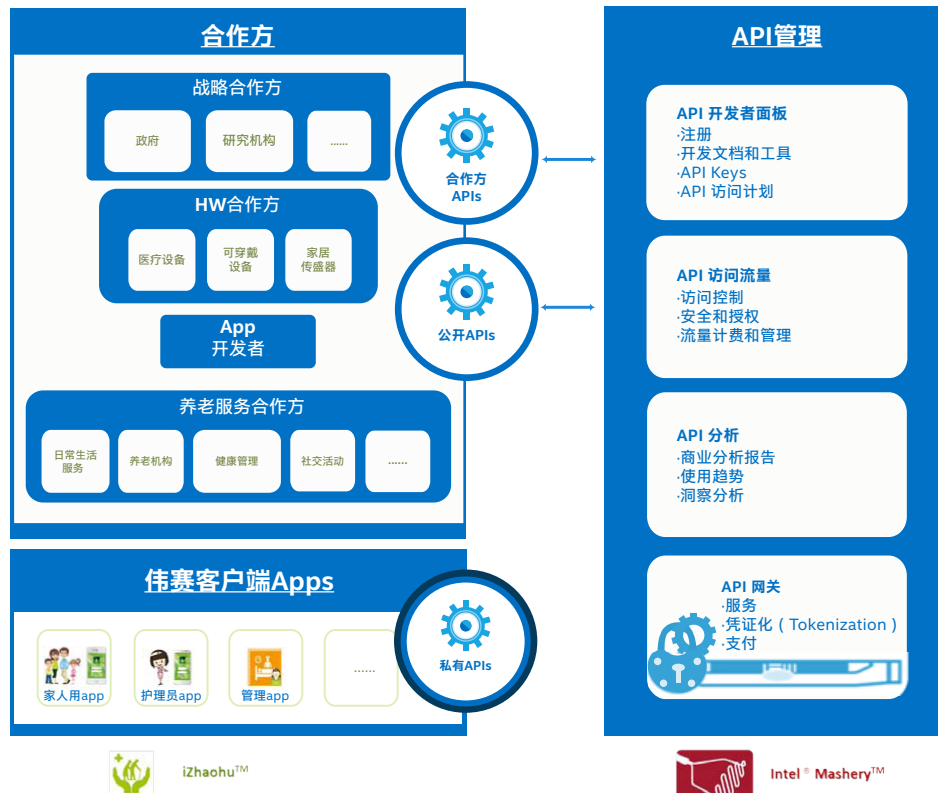 合作方
战略合作方
政府
研究机构
......
HW合作方
医疗设备
可穿戴
设备
家居
传盛器
App
开发者
养老服务合作方
日常生活
服务
养老机构
健康管理
社交活动
......
合作方
APIs
公开APIs
伟赛客户端Apps
家人用app
护理员app
管理app
......
私有APIs
iZhaohu™
API管理
API 开发者面板
·注册
·开发文档和工具
·API Keys
·API 访问计划
API 访问流量
·访问控制
·安全和授权
·流量计费和管理
API 分析
·商业分析报告
·使用趋势
·洞察分析
API 网关
·服务
·凭证化（Tokenization）
·支付
Intel ® Mashery™